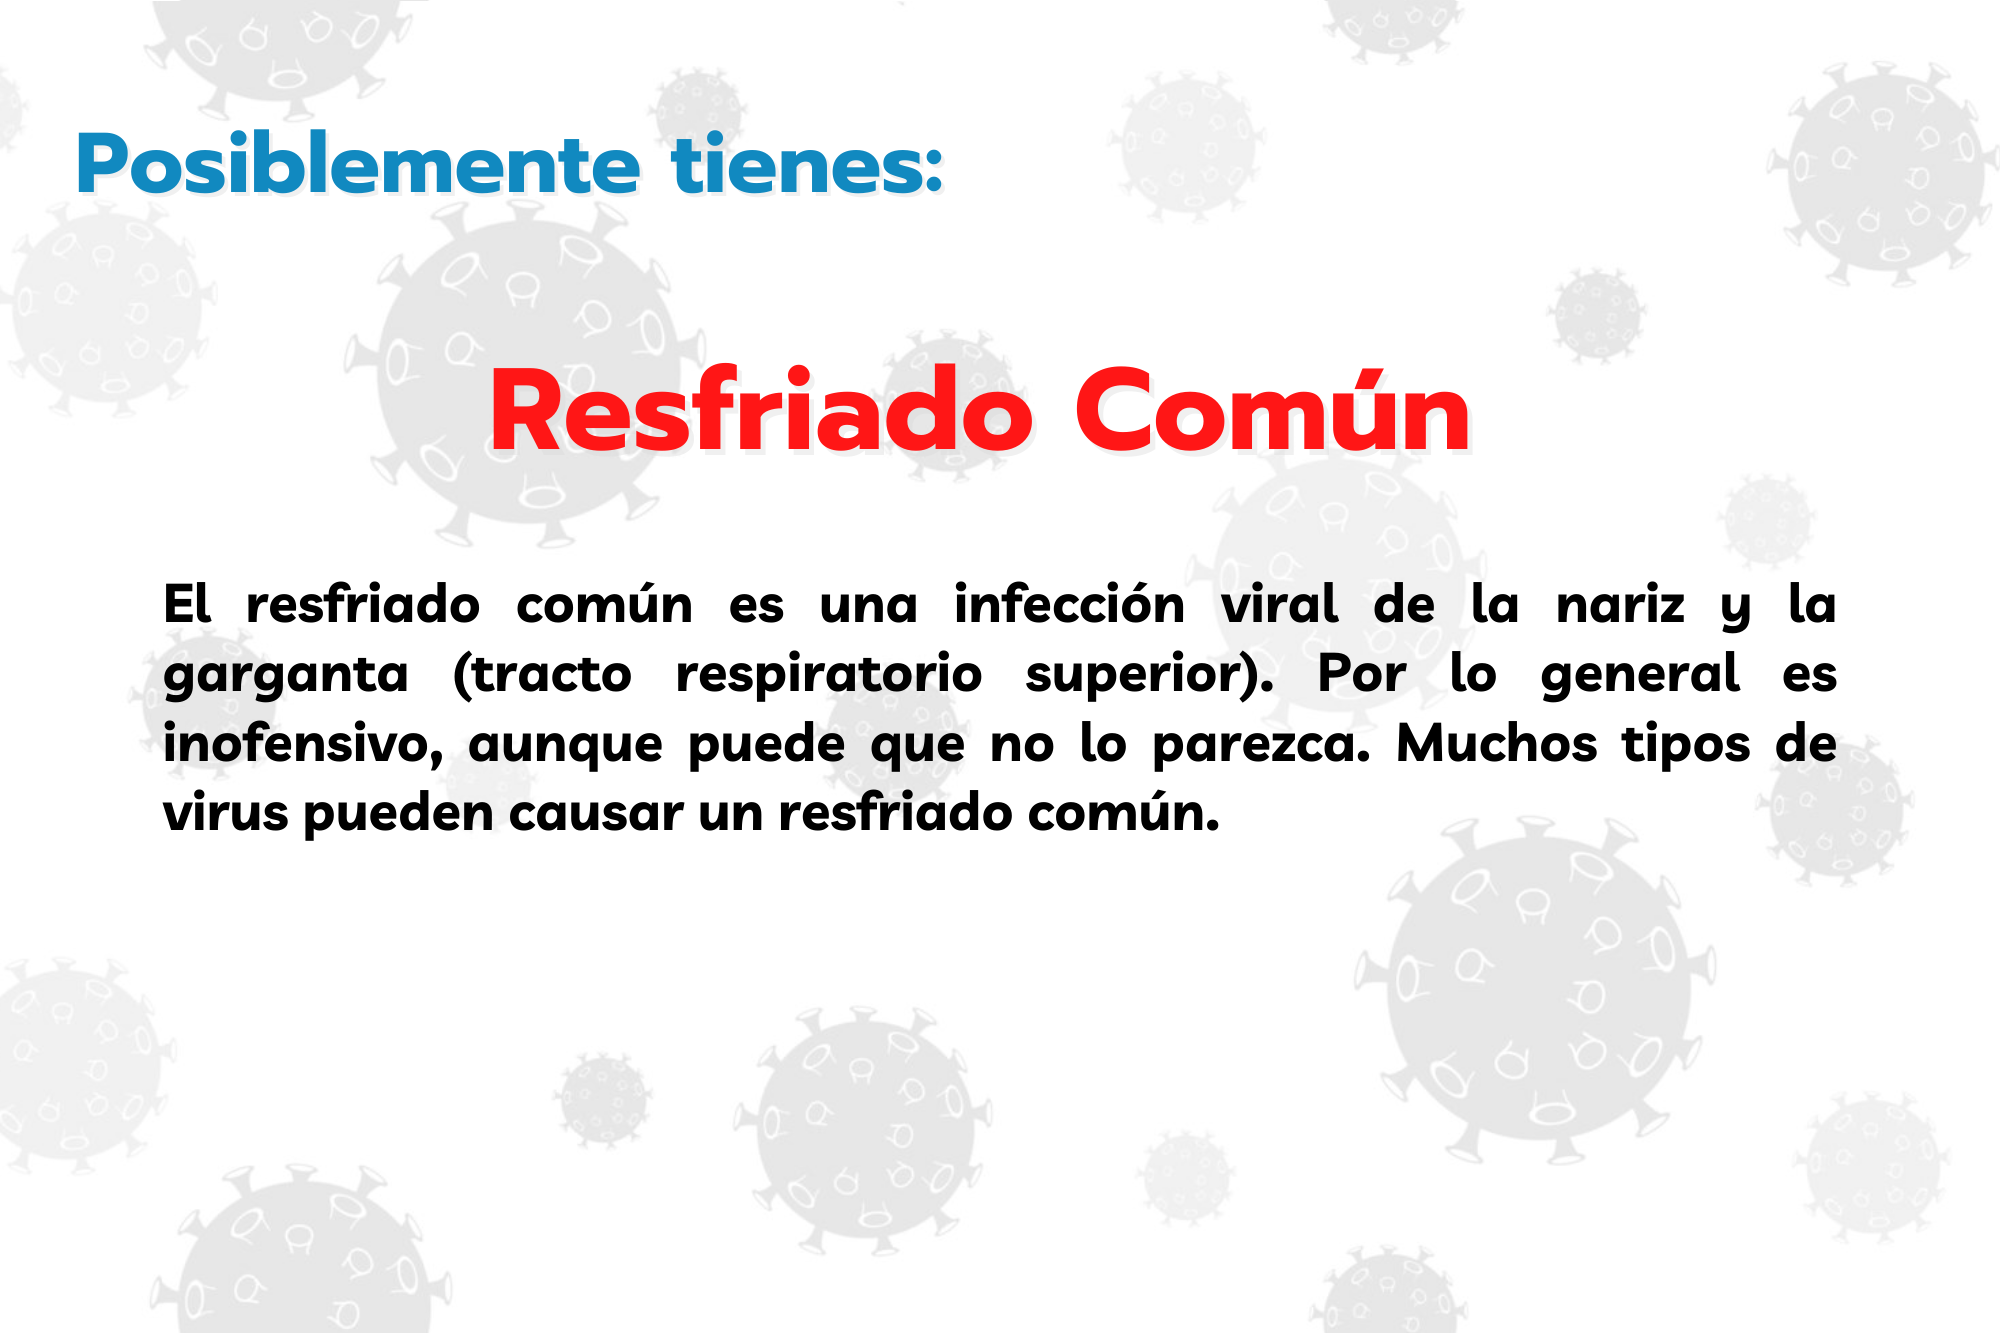 Posiblemente tienes:
Resfriado Común
El resfriado común es una infección viral de la nariz y la
garganta (tracto respiratorio superior). Por lo general es
inofensivo, aunque puede que no lo parezca. Muchos tipos de
virus pueden causar un resfriado común.